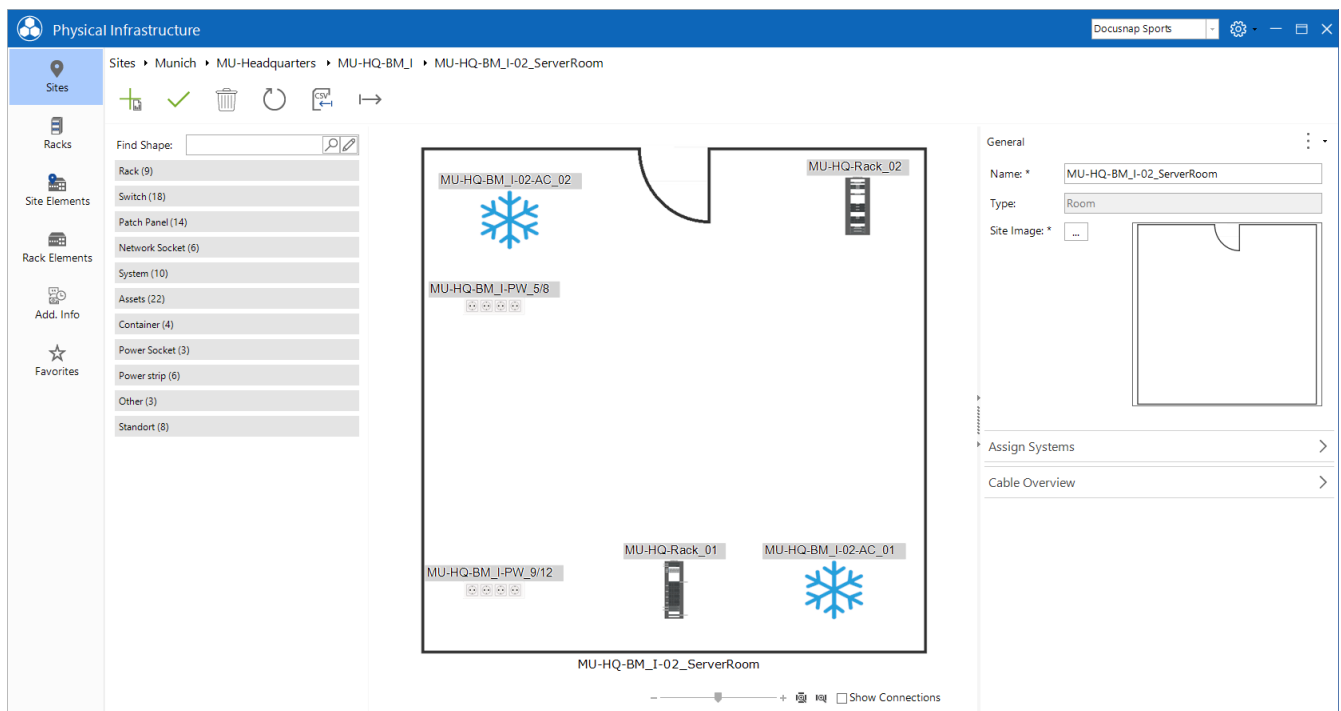 Physical Infrastructure
Docusnap Sports
Sites
Racks
Site Elements
Rack Elements
Add. Info
Favorites
Sites ‣ Munich ‣ MU-Headquarters ‣ MU-HQ-BM_I ‣ MU-HQ-BM_I-02_ServerRoom
CSV
Find Shape:
Rack (9)
Switch (18)
Patch Panel (14)
Network Socket (6)
System (10)
Assets (22)
Container (4)
Power Socket (3)
Power strip (6)
Other (3)
Standort (8)
MU-HQ-BM_I-02-AC_02
MU-HQ-Rack_02
MU-HQ-BM_I-PW_5/8
MU-HQ-Rack_01
MU-HQ-BM_I-02-AC_01
MU-HQ-BM_I-PW_9/12
MU-HQ-BM_I-02_ServerRoom
Show Connections
General
Name: * MU-HQ-BM_I-02_ServerRoom
Type: Room
Site Image: * ...
Assign Systems
Cable Overview